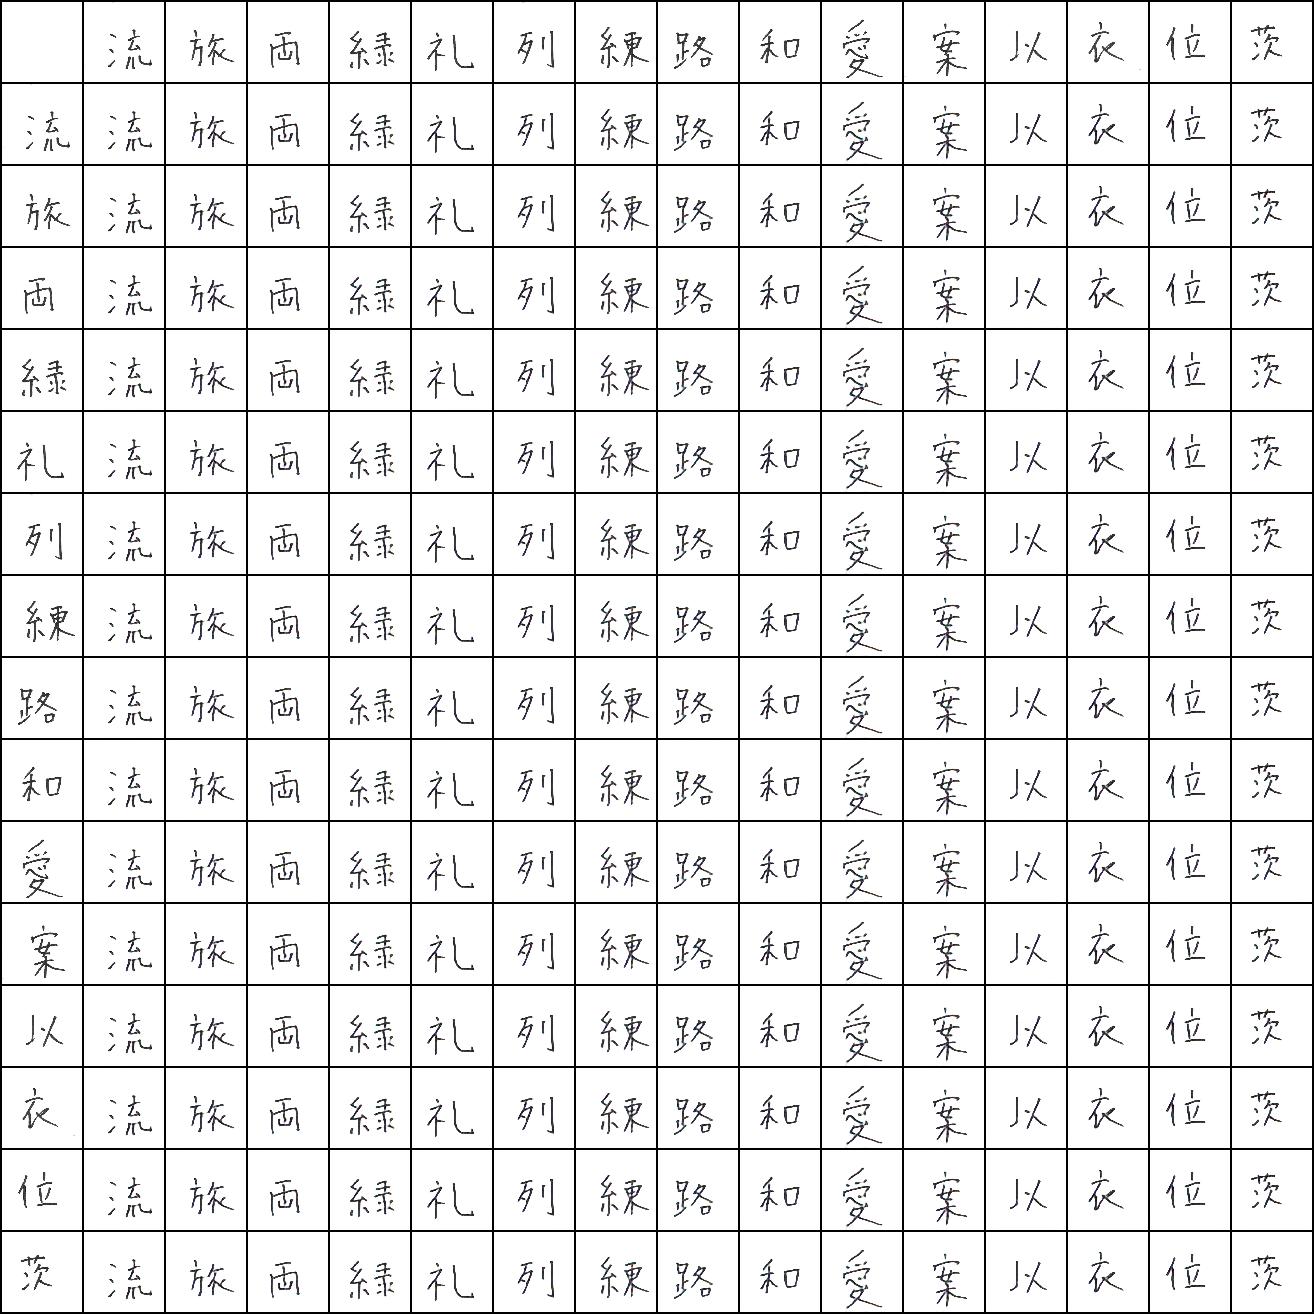 流 旅 両 緑 礼 列 練 路 和 愛 案 以 衣 位 茨
流 流 旅 両 緑 礼 列 練 路 和 愛 案 以 衣 位 茨
旅 流 旅 両 緑 礼 列 練 路 和 愛 案 以 衣 位 茨
両 流 旅 両 緑 礼 列 練 路 和 愛 案 以 衣 位 茨
緑 流 旅 両 緑 礼 列 練 路 和 愛 案 以 衣 位 茨
礼 流 旅 両 緑 礼 列 練 路 和 愛 案 以 衣 位 茨
列 流 旅 両 緑 礼 列 練 路 和 愛 案 以 衣 位 茨
練 流 旅 両 緑 礼 列 練 路 和 愛 案 以 衣 位 茨
路 流 旅 両 緑 礼 列 練 路 和 愛 案 以 衣 位 茨
和 流 旅 両 緑 礼 列 練 路 和 愛 案 以 衣 位 茨
愛 流 旅 両 緑 礼 列 練 路 和 愛 案 以 衣 位 茨
案 流 旅 両 緑 礼 列 練 路 和 愛 案 以 衣 位 茨
以 流 旅 両 緑 礼 列 練 路 和 愛 案 以 衣 位 茨
衣 流 旅 両 緑 礼 列 練 路 和 愛 案 以 衣 位 茨
位 流 旅 両 緑 礼 列 練 路 和 愛 案 以 衣 位 茨
茨 流 旅 両 緑 礼 列 練 路 和 愛 案 以 衣 位 茨